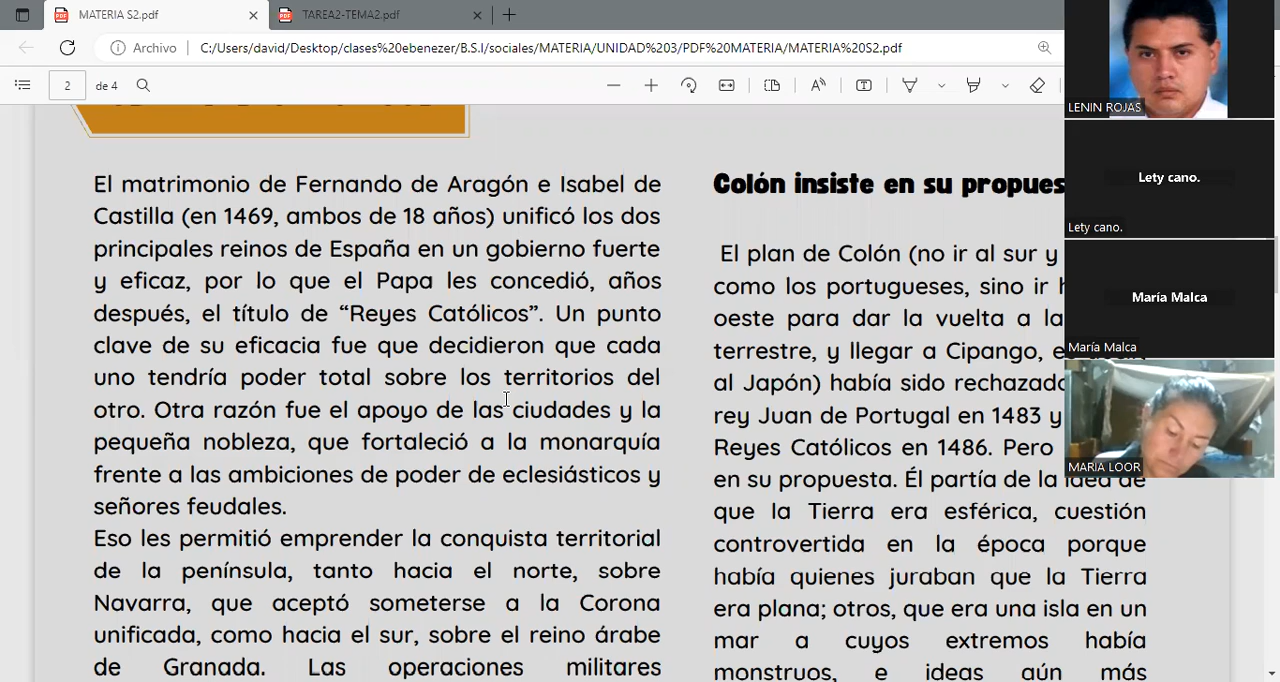 MATERIA S2.pdf
TAREA2-TEMA2.pdf
Archivo
C:/Users/david/Desktop/clases%20ebenezer/B.S.I/sociales/MATERIA/UNIDAD%203/PDF%20MATERIA/MATERIA%20S2.pdf
2 de 4
El matrimonio de Fernando de Aragón e Isabel de
Castilla (en 1469, ambos de 18 años) unificó los dos
principales reinos de España en un gobierno fuerte
y eficaz, por lo que el Papa les concedió, años
después, el título de “Reyes Católicos”. Un punto
clave de su eficacia fue que decidieron que cada
uno tendría poder total sobre los territorios del
otro. Otra razón fue el apoyo de las ciudades y la
pequeña nobleza, que fortaleció a la monarquía
frente a las ambiciones de poder de eclesiásticos y
señores feudales.
Eso les permitió emprender la conquista territorial
de la península, tanto hacia el norte, sobre
Navarra, que aceptó someterse a la Corona
unificada, como hacia el sur, sobre el reino árabe
de Granada. Las operaciones militares
Colón insiste en su
El plan de Colón (no ir al sur y
como los portugueses, sino ir
oeste para dar la vuelta a la
terrestre, y llegar a Cipango,
al Japón) había sido
rey Juan de Portugal en 1483 y
Reyes Católicos en 1486. Pero
en su propuesta. Él partía de la idea de
que la Tierra era esférica, cuestión
controvertida en la época porque
había quienes juraban que la Tierra
era plana; otros, que era una isla en un
mar a cuyos extremos había
monstruos, e ideas aún más
LENIN ROJAS
Lety cano.
Lety cano.
María Malca
María Malca
MARIA LOOR